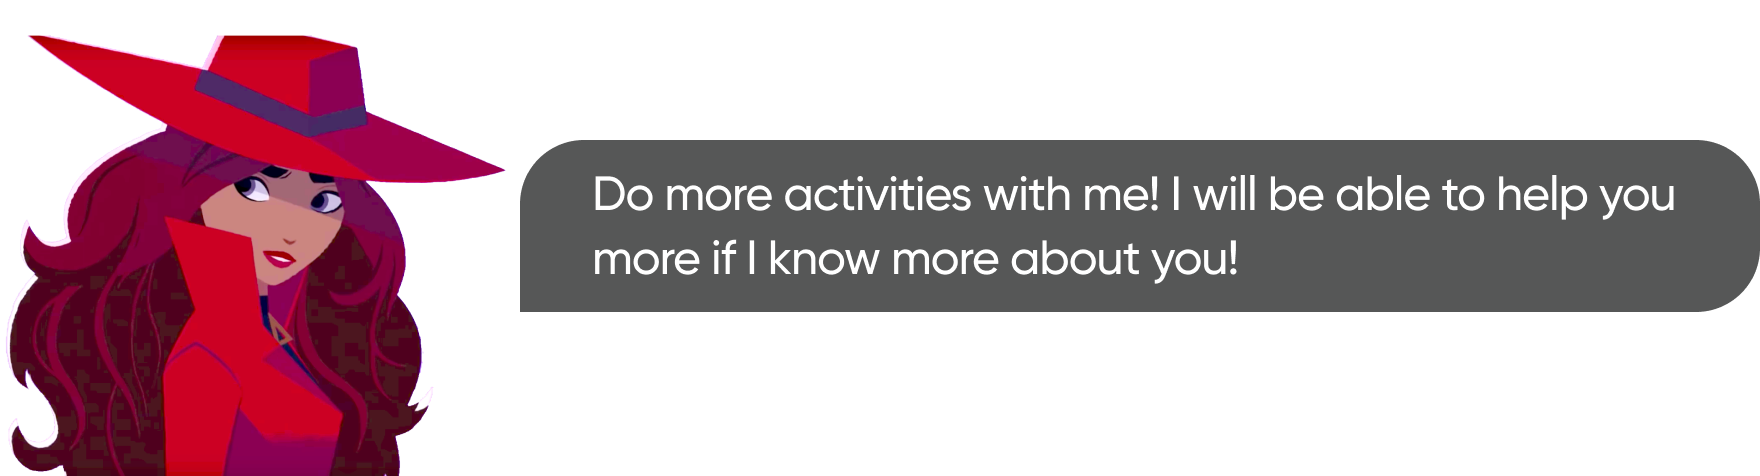 Do more activities with me! I will be able to help you
more if I know more about you!